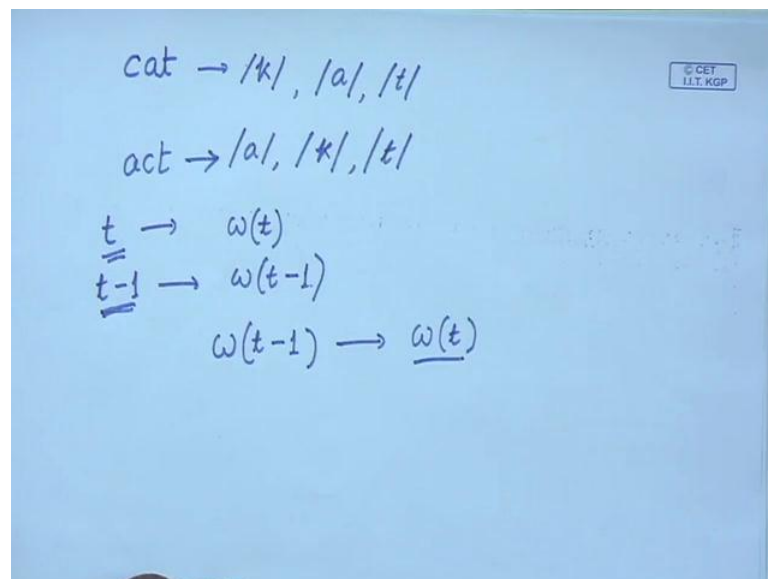 cat → /k/, /a/, /t/
© CET
I.I.T. KGP
act → /a/, /k/, /t/
t → ω(t)
t-1 → ω(t-1)
ω(t-1) → ω(t)